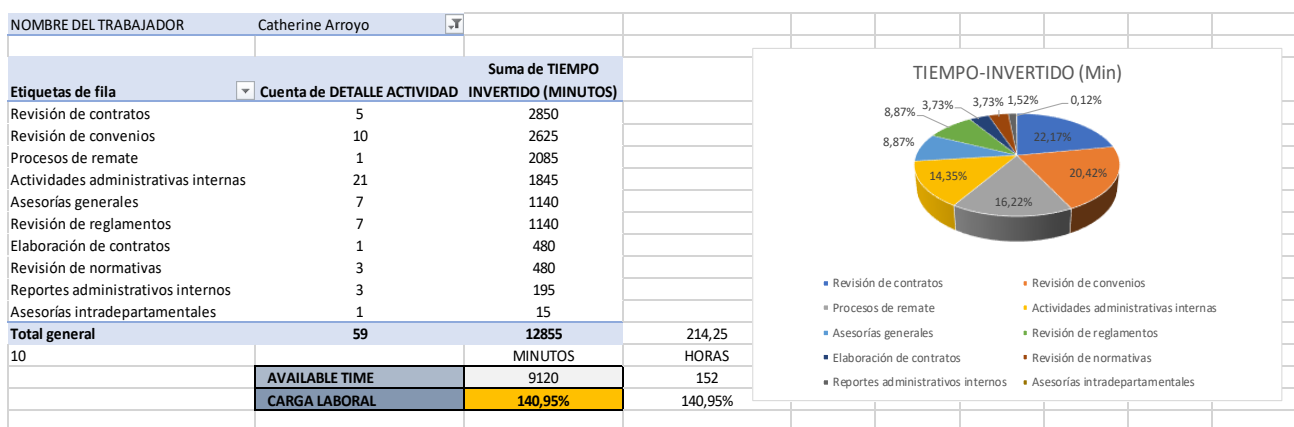 NOMBRE DEL TRABAJADOR Catherine Arroyo
Suma de TIEMPO
Etiquetas de fila Cuenta de DETALLE ACTIVIDAD INVERTIDO (MINUTOS)
Revisión de contratos 5 2850
Revisión de convenios 10 2625
Procesos de remate 1 2085
Actividades administrativas internas 21 1845
Asesorías generales 7 1140
Revisión de reglamentos 7 1140
Elaboración de contratos 1 480
Revisión de normativas 3 480
Reportes administrativos internos 3 195
Asesorías intradepartamentales 1 15
Total general 59 12855 214,25
10 MINUTOS HORAS
AVAILABLE TIME 9120 152
CARGA LABORAL 140,95% 140,95%
TIEMPO-INVERTIDO (Min)
8,87% 3,73% 3,73% 1,52% 0,12%
22,17%
8,87%
14,35% 20,42%
16,22%
Revisión de contratos Revisión de convenios
Procesos de remate Actividades administrativas internas
Asesorías generales Revisión de reglamentos
Elaboración de contratos Revisión de normativas
Reportes administrativos internos Asesorías intradepartamentales